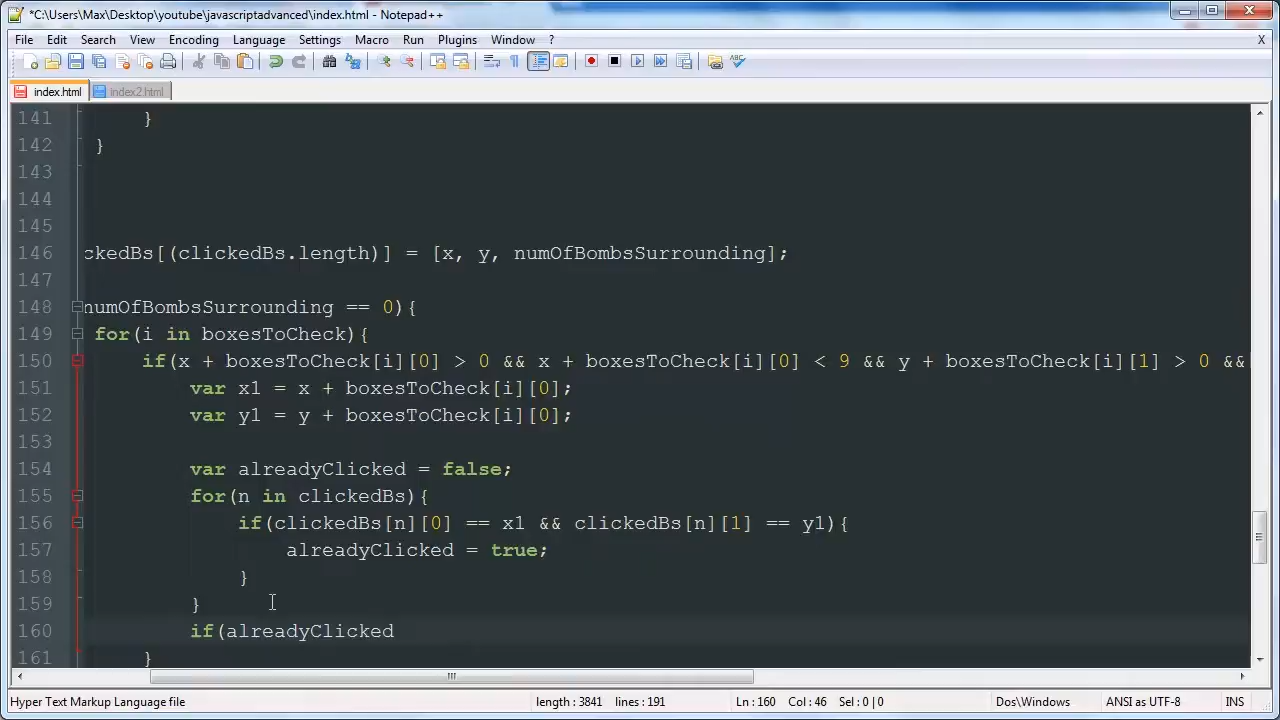 *C:\Users\Max\Desktop\youtube\javascriptadvanced\index.html - Notepad++
File Edit Search View Encoding Language Settings Macro Run Plugins Window ? X
index.html index2.html
141 }
142 }
143
144
145
146 ckedBs[(clickedBs.length)] = [x, y, numOfBombsSurrounding];
147
148 numOfBombsSurrounding == 0){
149 for(i in boxesToCheck){
150 if(x + boxesToCheck[i][0] > 0 && x + boxesToCheck[i][0] < 9 && y + boxesToCheck[i][1] > 0 &&
151 var x1 = x + boxesToCheck[i][0];
152 var y1 = y + boxesToCheck[i][0];
153
154 var alreadyClicked = false;
155 for(n in clickedBs){
156 if(clickedBs[n][0] == x1 && clickedBs[n][1] == y1){
157 alreadyClicked = true;
158 }
159 }
160 if(alreadyClicked
161 }
Hyper Text Markup Language file length : 3841 lines : 191 Ln : 160 Col : 46 Sel : 0 | 0 Dos\Windows ANSI as UTF-8 INS